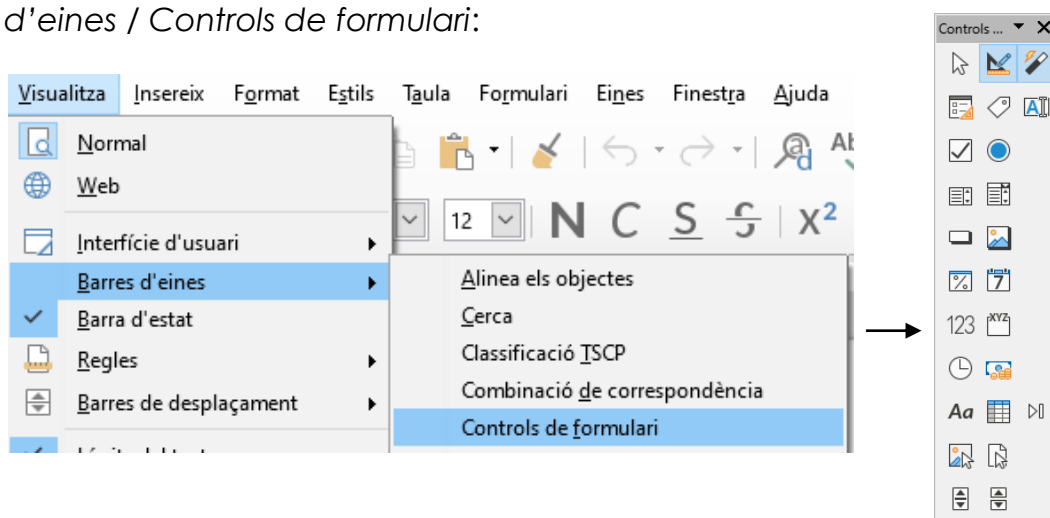 d’eines / Controls de formulari:
Controls ...
Visualitza Insereix Format Estils Taula Formulari Eines Finestra Ajuda
Normal
Web
12 N C S S X²
Interfície d'usuari
Barres d'eines
Alinea els objectes
Barra d'estat
Cerca
Regles
Classificació TSCP
Barres de desplaçament
Combinació de correspondència
Controls de formulari
7
123 XYZ
Aa